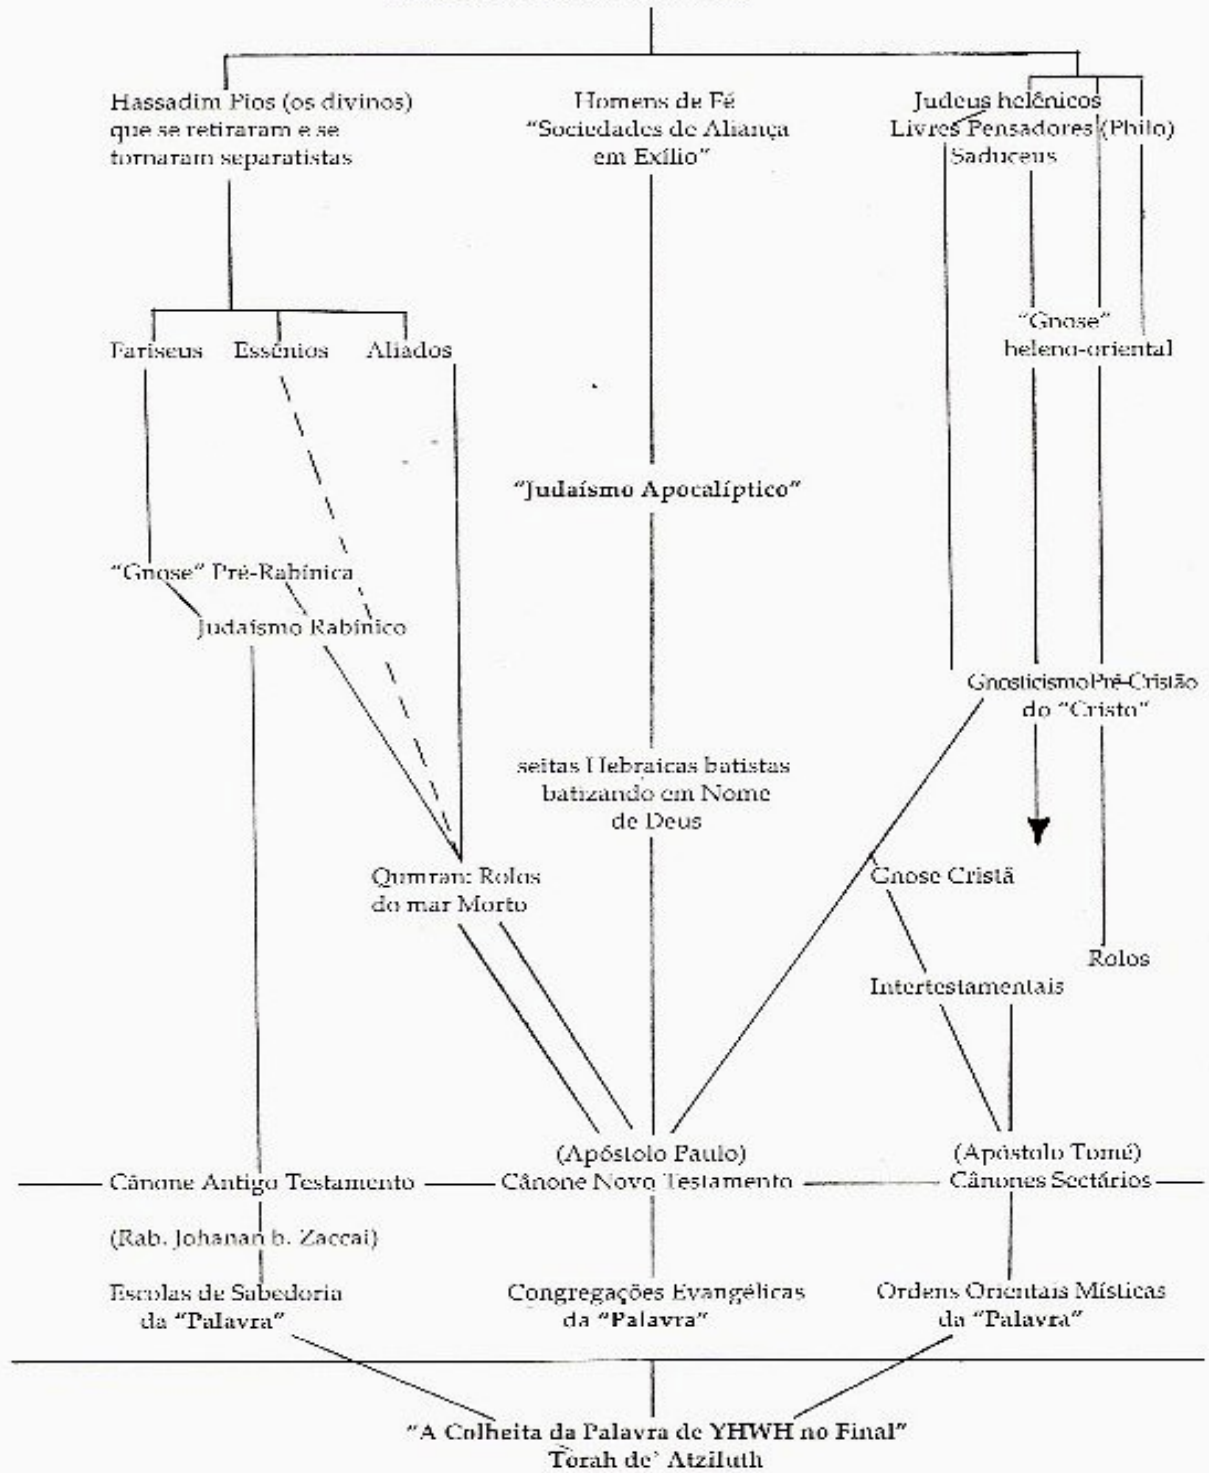 Hassadim Pios (os divinos)
que se retiraram e se
tornaram separatistas
Homens de Fé
“Sociedades de Aliança
em Exílio”
Judeus helênicos
Livres Pensadores (Philo)
Saduceus
“Gnose”
heleno-oriental
Fariseus
Essênios
Aliados
“Judaísmo Apocalíptico”
“Gnose” Pré-Rabínica
Judaísmo Rabínico
Gnosticismo Pré-Cristão
do “Cristo”
seitas Hebraicas batistas
batizando em Nome
de Deus
Qumran: Rolos
do mar Morto
Gnose Cristã
Rolos
Intertestamentais
(Apóstolo Paulo)
(Apóstolo Tomé)
Cânone Antigo Testamento
Cânone Novo Testamento
Cânones Sectários
(Rab. Johanan b. Zaccai)
Escolas de Sabedoria
da “Palavra”
Congregações Evangélicas
da “Palavra”
Ordens Orientais Místicas
da “Palavra”
“A Colheita da Palavra de YHWH no Final”
Torah de’ Atziluth